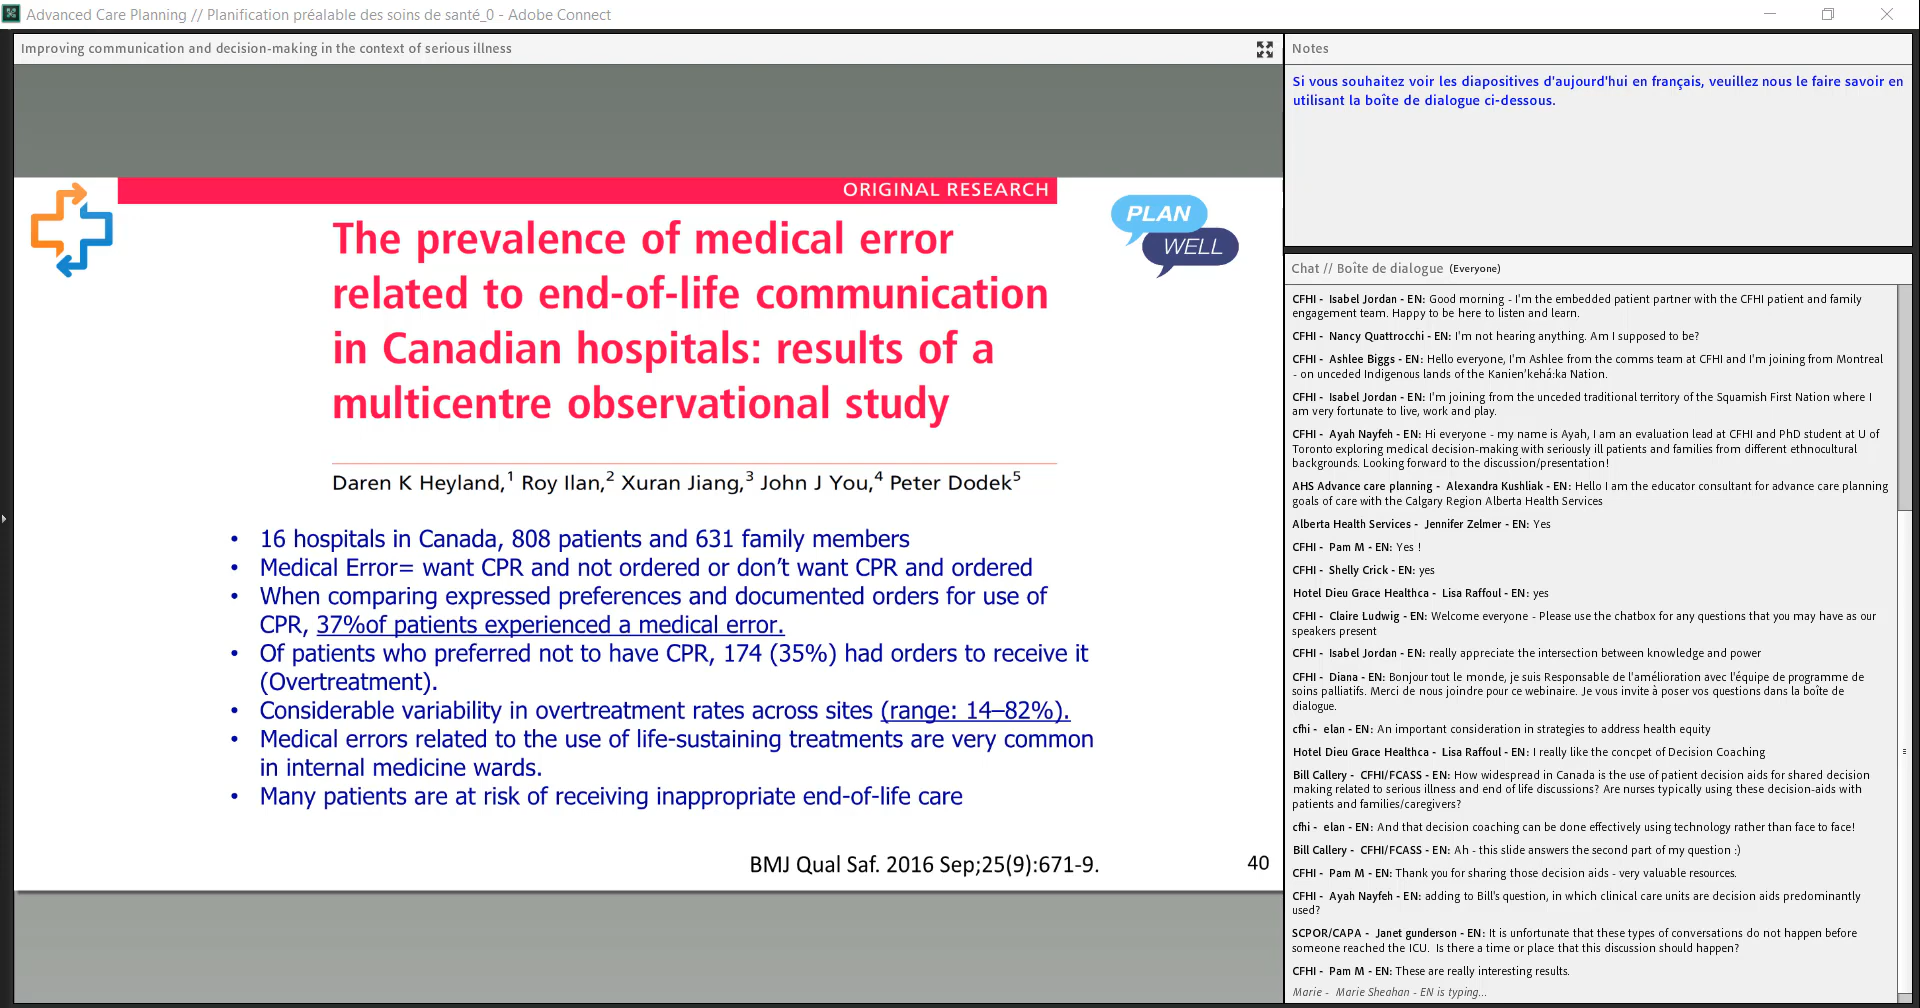 Advanced Care Planning // Planification préalable des soins de santé_0 - Adobe Connect
Improving communication and decision-making in the context of serious illness
ORIGINAL RESEARCH
PLAN
WELL
The prevalence of medical error
related to end-of-life communication
in Canadian hospitals: results of a
multicentre observational study
Daren K Heyland,1 Roy Ilan,2 Xuran Jiang,3 John J You,4 Peter Dodek5
• 16 hospitals in Canada, 808 patients and 631 family members
• Medical Error= want CPR and not ordered or don’t want CPR and ordered
• When comparing expressed preferences and documented orders for use of
CPR, 37%of patients experienced a medical error.
• Of patients who preferred not to have CPR, 174 (35%) had orders to receive it
(Overtreatment).
• Considerable variability in overtreatment rates across sites (range: 14–82%).
• Medical errors related to the use of life-sustaining treatments are very common
in internal medicine wards.
• Many patients are at risk of receiving inappropriate end-of-life care
BMJ Qual Saf. 2016 Sep;25(9):671-9.
40
Notes
Si vous souhaitez voir les diapositives d'aujourd'hui en français, veuillez nous le faire savoir en
utilisant la boîte de dialogue ci-dessous.
Chat // Boîte de dialogue (Everyone)
CFHI - Isabel Jordan - EN: Good morning - I'm the embedded patient partner with the CFHI patient and family
engagement team. Happy to be here to listen and learn.
CFHI - Nancy Quattrocchi - EN: I'm not hearing anything. Am I supposed to be?
CFHI - Ashlee Biggs - EN: Hello everyone, I'm Ashlee from the comms team at CFHI and I'm joining from Montreal
- on unceded Indigenous lands of the Kanien’kehá:ka Nation.
CFHI - Isabel Jordan - EN: I'm joining from the unceded traditional territory of the Squamish First Nation where I
am very fortunate to live, work and play.
CFHI - Ayah Nayfeh - EN: Hi everyone - my name is Ayah, I am an evaluation lead at CFHI and PhD student at U of
Toronto exploring medical decision-making with seriously ill patients and families from different ethnocultural
backgrounds. Looking forward to the discussion/presentation!
AHS Advance care planning - Alexandra Kushliak - EN: Hello I am the educator consultant for advance care planning
goals of care with the Calgary Region Alberta Health Services
Alberta Health Services - Jennifer Zelmer - EN: Yes
CFHI - Pam M - EN: Yes !
CFHI - Shelly Crick - EN: yes
Hotel Dieu Grace Healthca - Lisa Raffoul - EN: yes
CFHI - Claire Ludwig - EN: Welcome everyone - Please use the chatbox for any questions that you may have as our
speakers present
CFHI - Isabel Jordan - EN: really appreciate the intersection between knowledge and power
CFHI - Diana - EN: Bonjour tout le monde, je suis Responsable de l'amélioration avec l'équipe de programme de
soins palliatifs. Merci de nous joindre pour ce webinaire. Je vous invite à poser vos questions dans la boîte de
dialogue.
cfhi - elan - EN: An important consideration in strategies to address health equity
Hotel Dieu Grace Healthca - Lisa Raffoul - EN: I really like the concpet of Decision Coaching
Bill Callery - CFHI/FCASS - EN: How widespread in Canada is the use of patient decision aids for shared decision
making related to serious illness and end of life discussions? Are nurses typically using these decision-aids with
patients and families/caregivers?
cfhi - elan - EN: And that decision coaching can be done effectively using technology rather than face to face!
Bill Callery - CFHI/FCASS - EN: Ah - this slide answers the second part of my question :)
CFHI - Pam M - EN: Thank you for sharing those decision aids - very valuable resources.
CFHI - Ayah Nayfeh - EN: adding to Bill's question, in which clinical care units are decision aids predominantly
used?
SCPOR/CAPA - Janet gunderson - EN: It is unfortunate that these types of conversations do not happen before
someone reached the ICU. Is there a time or place that this discussion should happen?
CFHI - Pam M - EN: These are really interesting results.
Marie - Marie Sheahan - EN is typing...